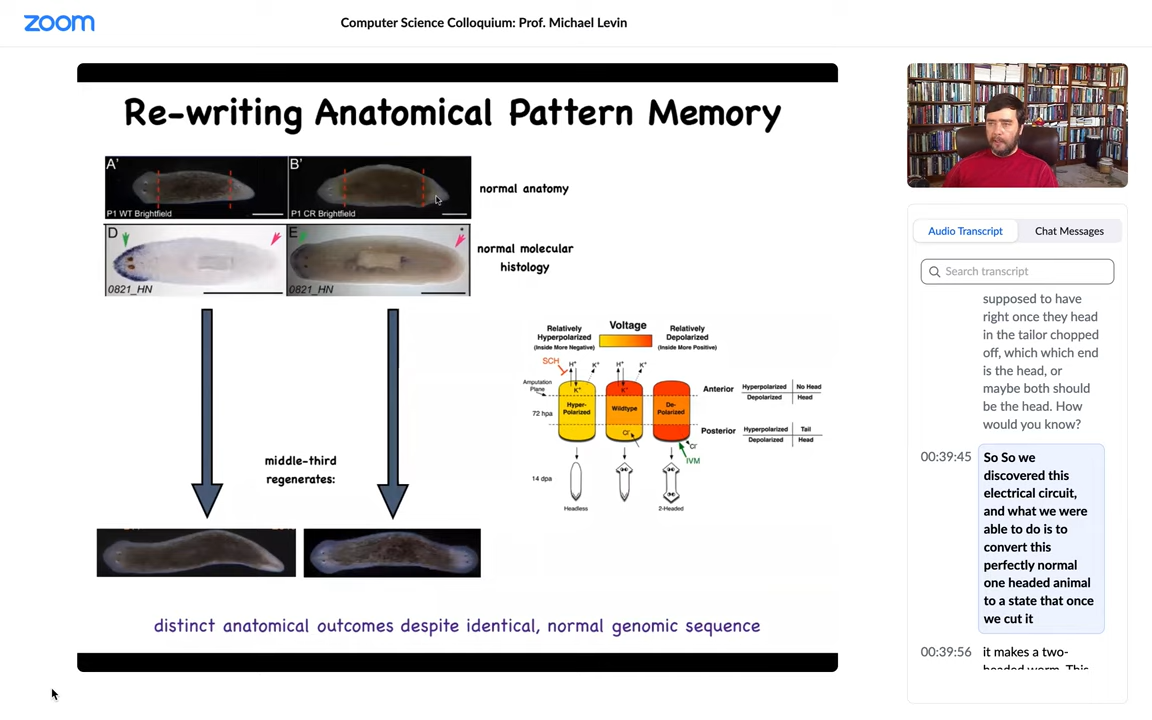 zoom
Computer Science Colloquium: Prof. Michael Levin
Re-writing Anatomical Pattern Memory
A'
P1 WT Brightfield
B'
P1 CR Brightfield
normal anatomy
D
0821_HN
E
0821_HN
normal molecular
histology
middle-third
regenerates:
Relatively
Hyperpolarized
(Inside More Negative)
Voltage
Relatively
Depolarized
(Inside More Positive)
SCH
H⁺
K⁺
H⁺
K⁺
Amputation
Plane
K⁺
K⁺
72 hpa
Hyper-
Polarized
Wildtype
De-
Polarized
Cl⁻
Cl⁻
IVM
Anterior
Hyperpolarized No Head
Depolarized Head
Posterior
Hyperpolarized Tail
Depolarized Head
14 dpa
Headless
2-Headed
distinct anatomical outcomes despite identical, normal genomic sequence
Audio Transcript
Chat Messages
Search transcript
supposed to have
right once they head
in the tailor chopped
off, which which end
is the head, or
maybe both should
be the head. How
would you know?
00:39:45
So So we
discovered this
electrical circuit,
and what we were
able to do is to
convert this
perfectly normal
one headed animal
to a state that once
we cut it
00:39:56
it makes a two-
headed worm. This